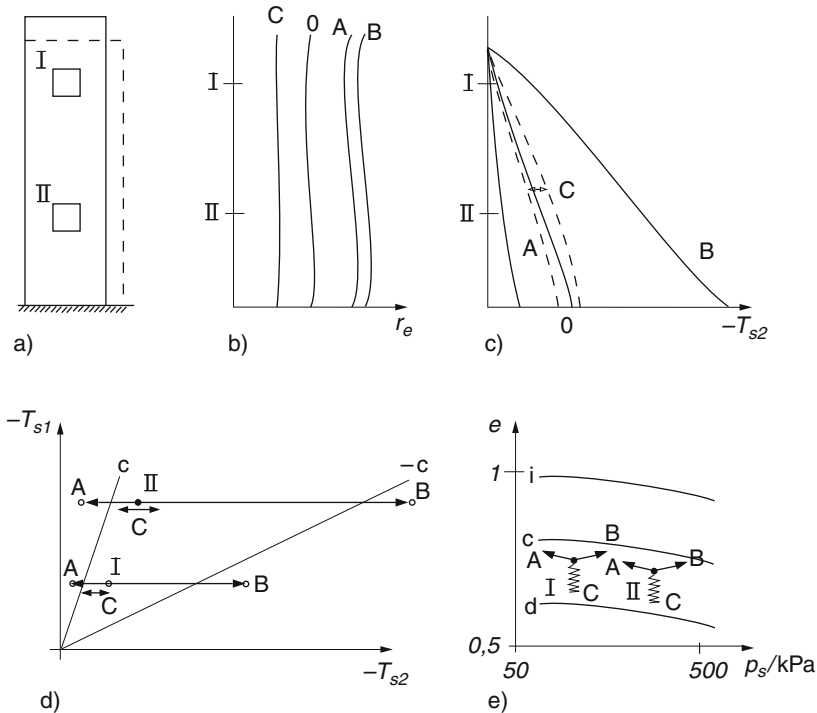 I
II
a)
C 0 A B
I
II
r_e
b)
I
II
C
A
B
0
–T_s2
c)
–T_s1
c
–c
A II B
C
A I B
C
–T_s2
d)
e
1
i
c
A B A B
I C II C
d
0,5
50 500 p_s/kPa
e)